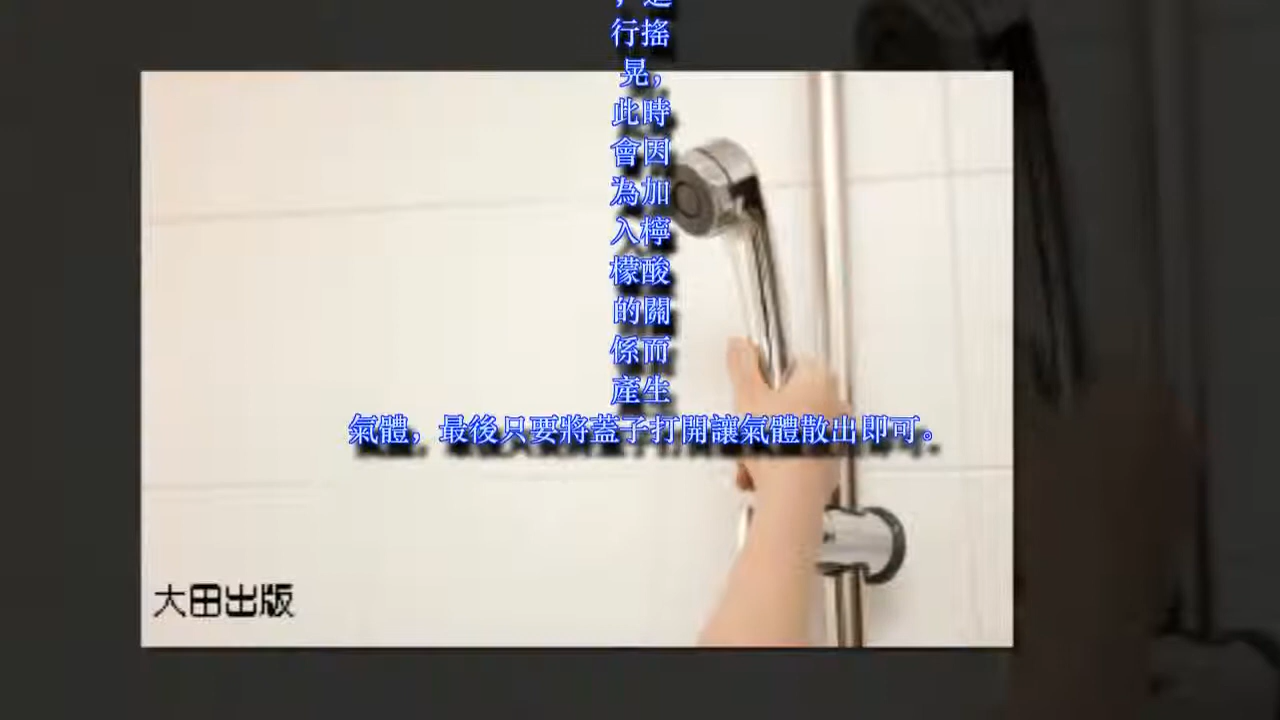 ，進
行搖
晃，
此時
會因
為加
入檸
檬酸
的關
係而
產生
氣體，最後只要將蓋子打開讓氣體散出即可。
大田出版